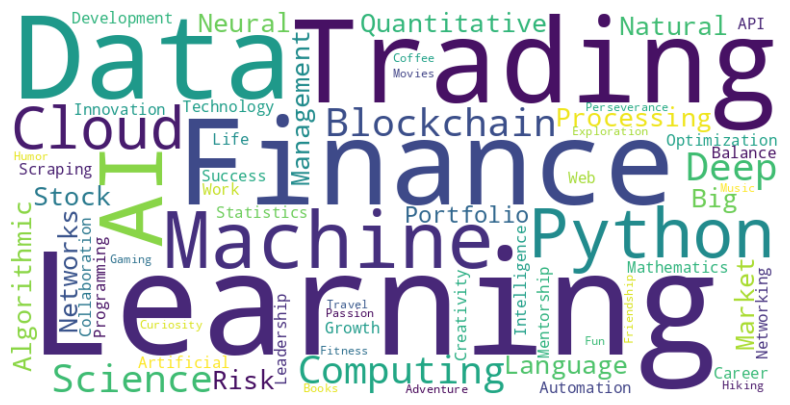 Development
Neural
Quantitative
Natural
API
Data
Trading
Coffee
Movies
Innovation
Technology
Management
Perseverance
Cloud
Blockchain
Processing
Exploration
Life
Optimization
Humor
Finance
Balance
Scraping
AI
Success
Work
Web
Deep
Music
Stock
Big
Statistics
Portfolio
Algorithmic
Networks
Collaboration
Programming
Machine
Python
Gaming
Learning
Intelligence
Mathematics
Creativity
Mentorship
Friendship
Market
Networking
Leadership
Travel
Passion
Curiosity
Growth
Fun
Fitness
Artificial
Science
Risk
Computing
Language
Career
Books
Adventure
Automation
Hiking